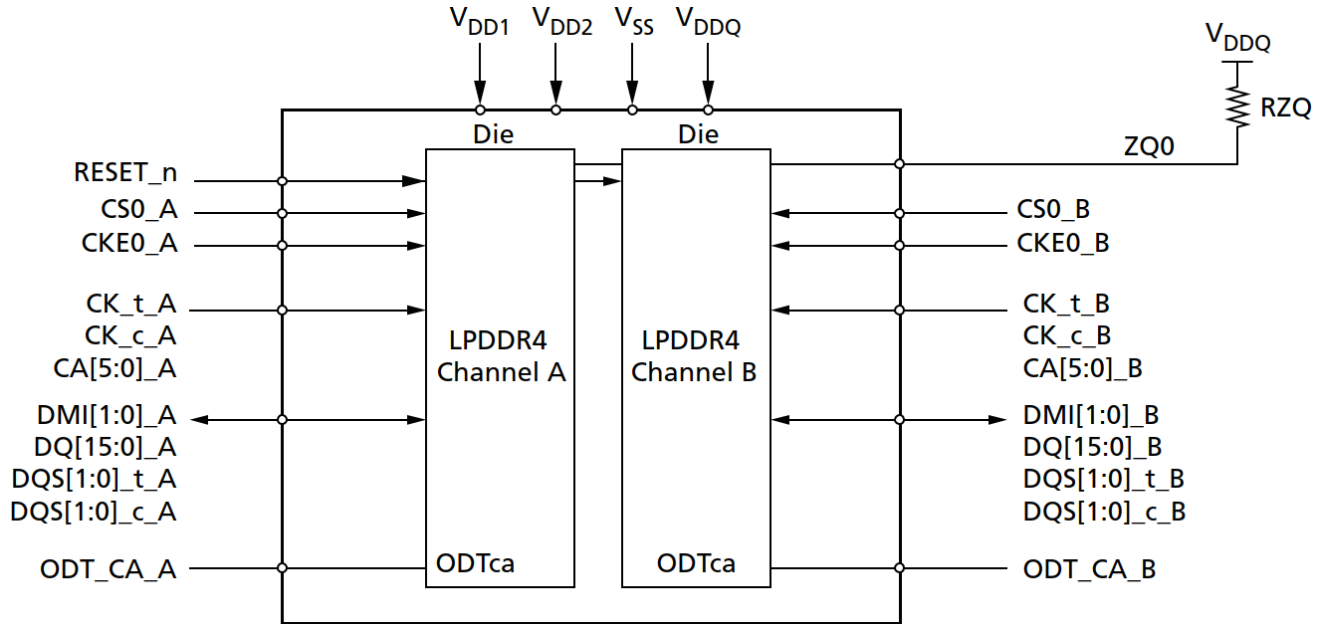 VDD1 VDD2 VSS VDDQ
VDDQ
RZQ
ZQ0
Die Die
RESET_n
CS0_A
CKE0_A
CK_t_A
CK_c_A
CA[5:0]_A
DMI[1:0]_A
DQ[15:0]_A
DQS[1:0]_t_A
DQS[1:0]_c_A
ODT_CA_A
LPDDR4
Channel A
ODTca
LPDDR4
Channel B
ODTca
CS0_B
CKE0_B
CK_t_B
CK_c_B
CA[5:0]_B
DMI[1:0]_B
DQ[15:0]_B
DQS[1:0]_t_B
DQS[1:0]_c_B
ODT_CA_B